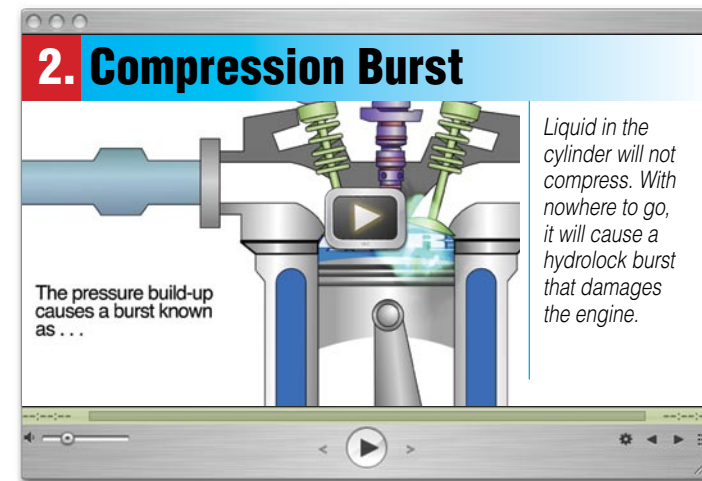 2. Compression Burst
Liquid in the
cylinder will not
compress. With
nowhere to go,
it will cause a
hydrolock burst
that damages
the engine.
The pressure build-up
causes a burst known
as . . .
--:--:--